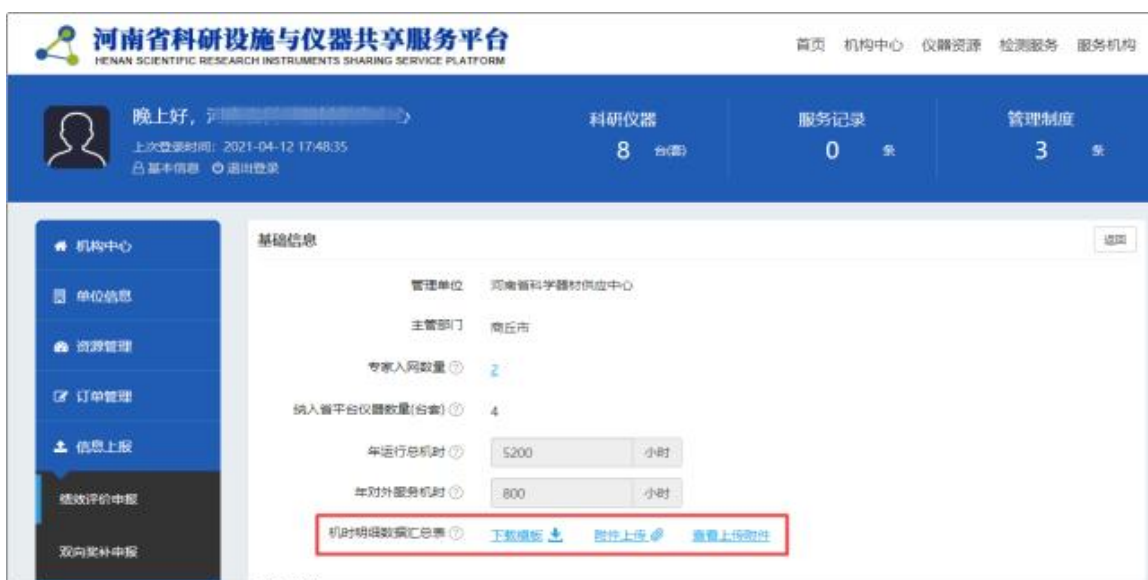 河南省科研设施与仪器共享服务平台
HENAN SCIENTIFIC RESEARCH INSTRUMENTS SHARING SERVICE PLATFORM
首页 机构中心 仪器资源 检测服务 服务机构
晚上好,
上次登录时间: 2021-04-12 17:48:35
基本信息 退出登录
科研仪器
8 台(套)
服务记录
0 条
管理制度
3 条
机构中心
单位信息
资源管理
订单管理
信息上报
绩效评价申报
双向奖补申报
基础信息
返回
管理单位 河南省科学器材供应中心
主管部门 商丘市
专家入网数量 2
纳入省平台仪器数量(台套) 4
年运行总机时 5200 小时
年对外服务机时 800 小时
机时明细数据汇总表 下载模板 附件上传 查看上传附件